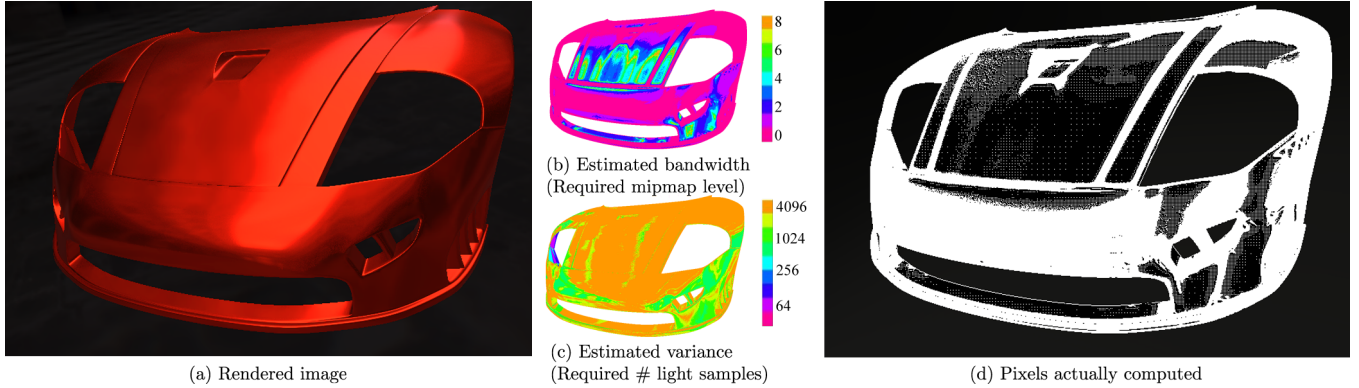 8
6
4
2
0
(b) Estimated bandwidth
(Required mipmap level)
4096
1024
256
64
(c) Estimated variance
(Required # light samples)
(a) Rendered image
(d) Pixels actually computed